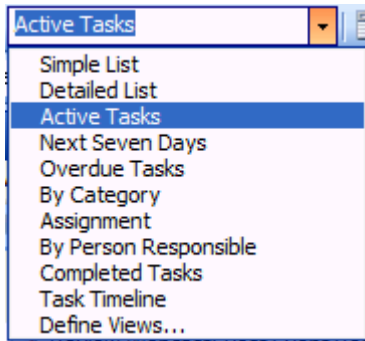 Active Tasks
Simple List
Detailed List
Active Tasks
Next Seven Days
Overdue Tasks
By Category
Assignment
By Person Responsible
Completed Tasks
Task Timeline
Define Views...